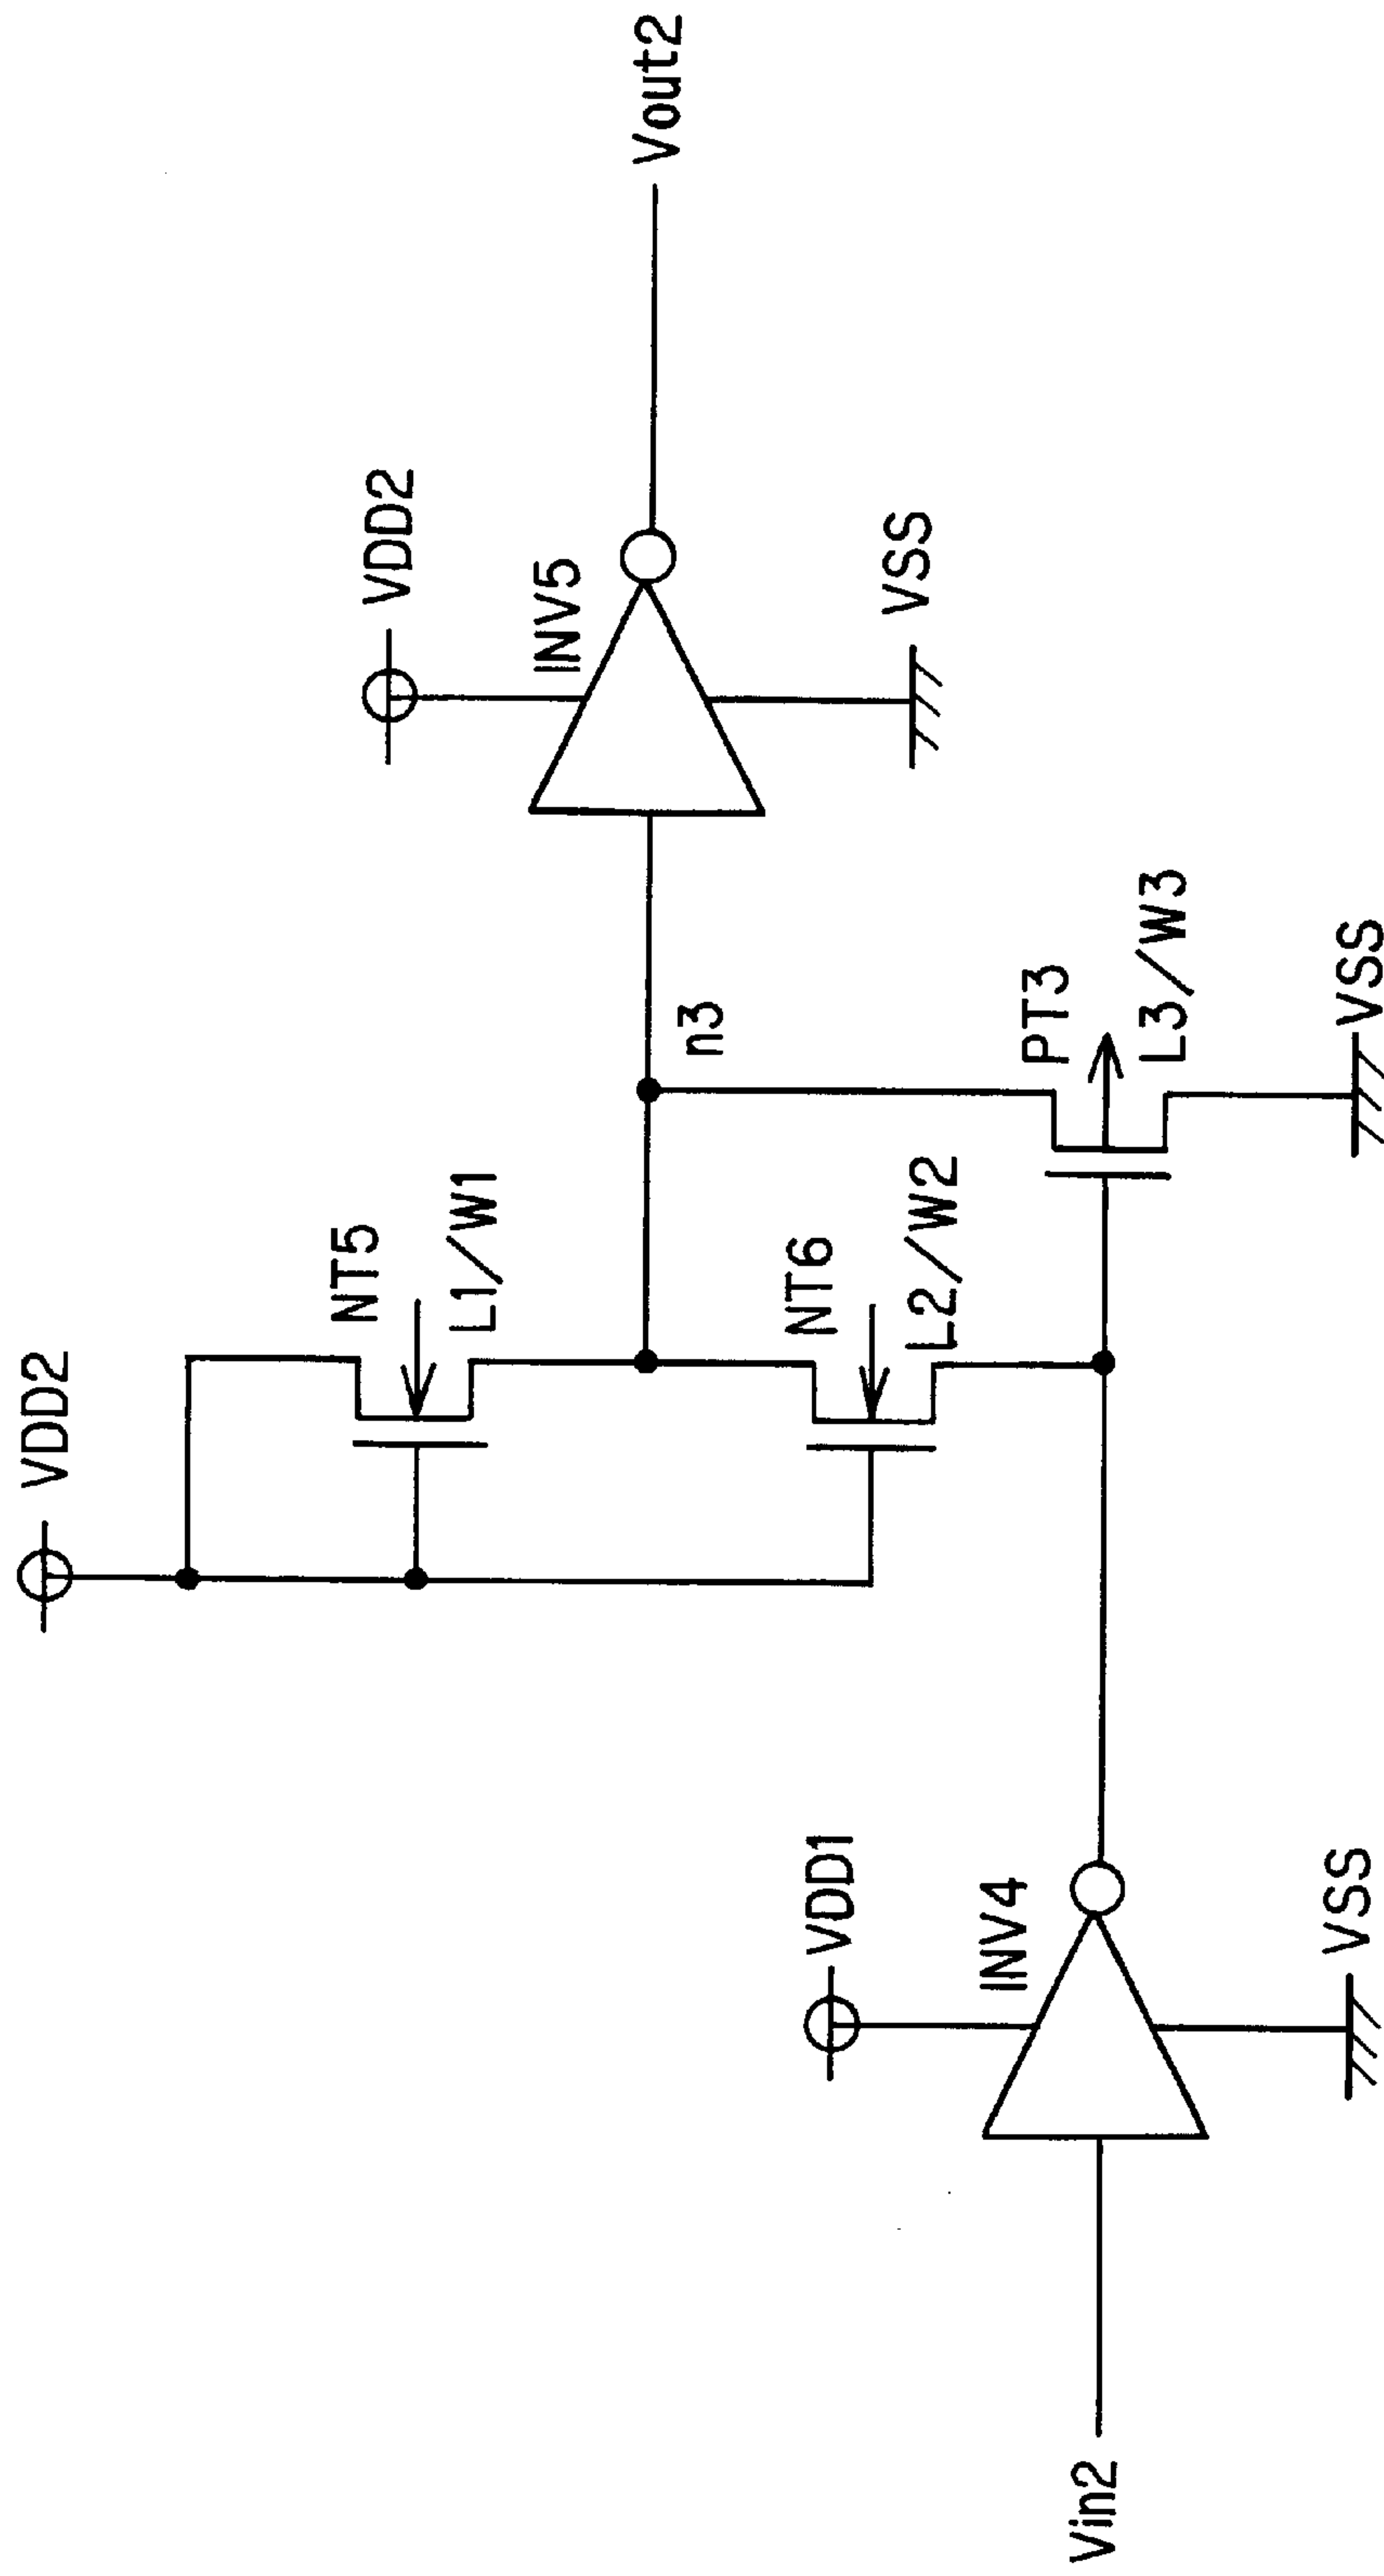 VDD2
NT5
L1/W1
VDD2
INV5
Vout2
n3
VSS
VDD1
NT6
L2/W2
PT3
L3/W3
INV4
Vin2
VSS
VSS